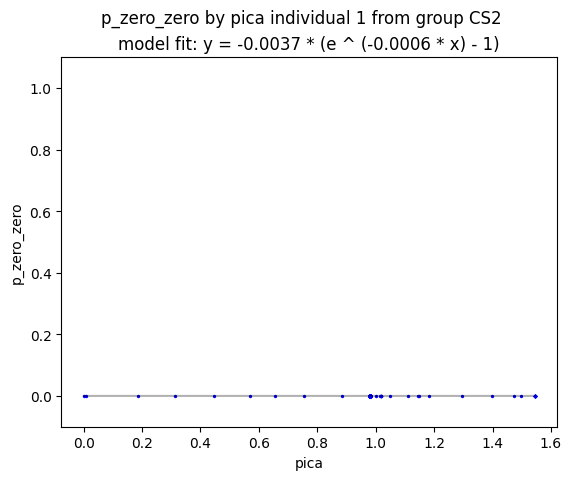 p_zero_zero by pica individual 1 from group CS2
model fit: y = -0.0037 * (e ^ (-0.0006 * x) - 1)
1.0
0.8
0.6
0.4
0.2
0.0
p_zero_zero
0.0 0.2 0.4 0.6 0.8 1.0 1.2 1.4 1.6
pica